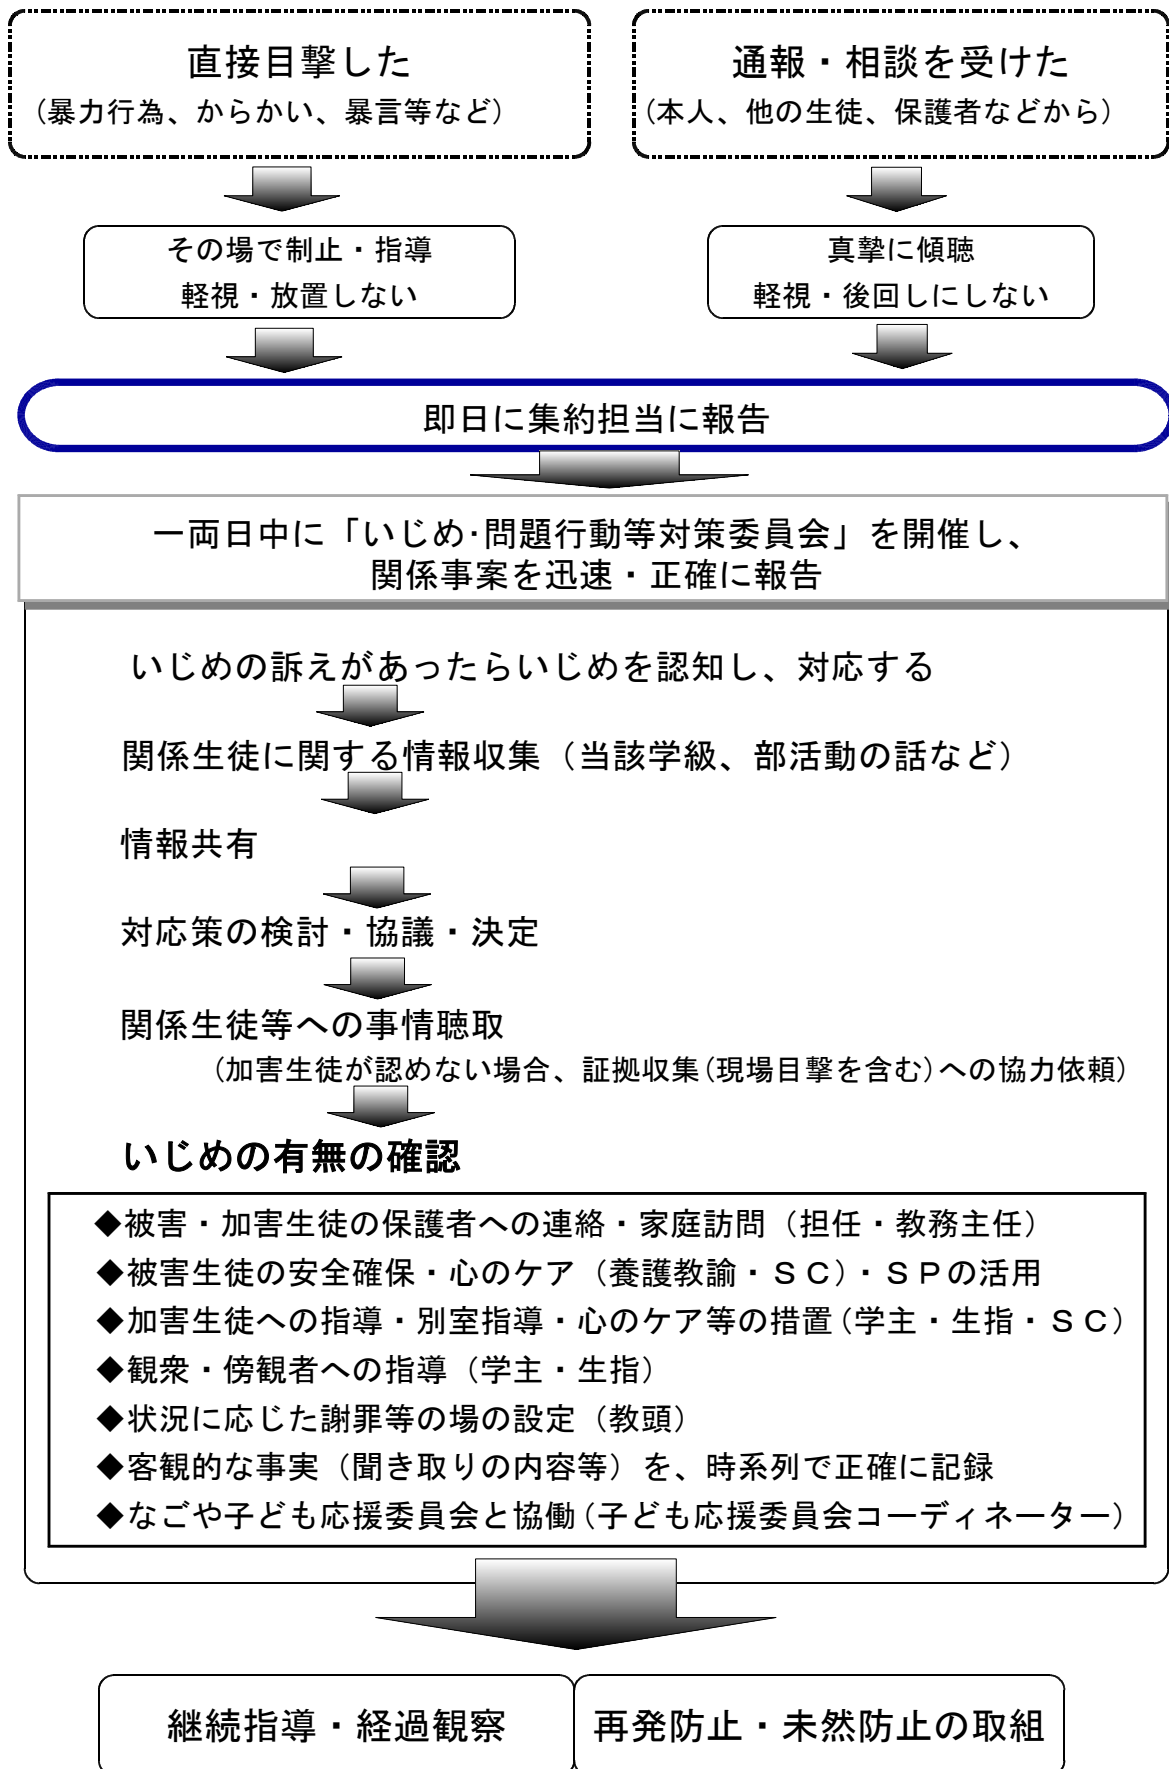 直接目撃した
(暴力行為、からかい、暴言等など)
通報・相談を受けた
(本人、他の生徒、保護者などから)
その場で制止・指導
軽視・放置しない
真摯に傾聴
軽視・後回しにしない
即日に集約担当に報告
一両日中に「いじめ・問題行動等対策委員会」を開催し、
関係事案を迅速・正確に報告
いじめの訴えがあったらいじめを認知し、対応する
関係生徒に関する情報収集（当該学級、部活動の話など）
情報共有
対応策の検討・協議・決定
関係生徒等への事情聴取
(加害生徒が認めない場合、証拠収集(現場目撃を含む)への協力依頼)
いじめの有無の確認
◆被害・加害生徒の保護者への連絡・家庭訪問（担任・教務主任）
◆被害生徒の安全確保・心のケア（養護教諭・ＳＣ）・ＳＰの活用
◆加害生徒への指導・別室指導・心のケア等の措置(学主・生指・ＳＣ)
◆観衆・傍観者への指導（学主・生指）
◆状況に応じた謝罪等の場の設定（教頭）
◆客観的な事実（聞き取りの内容等）を、時系列で正確に記録
◆なごや子ども応援委員会と協働(子ども応援委員会コーディネーター)
継続指導・経過観察
再発防止・未然防止の取組